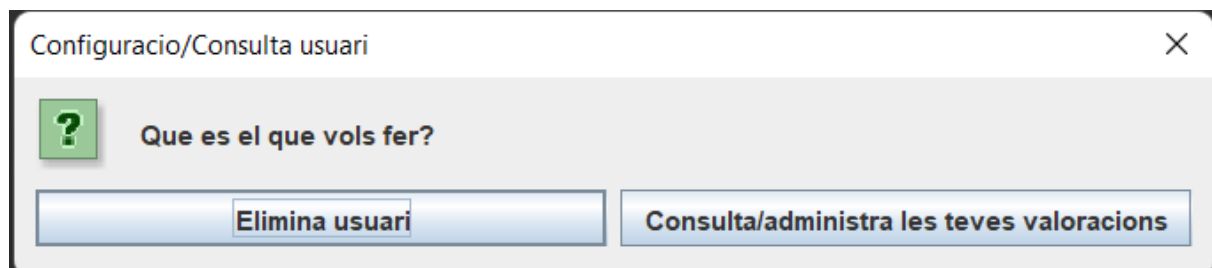 Configuracio/Consulta usuari
Que es el que vols fer?
Elimina usuari
Consulta/administra les teves valoracions